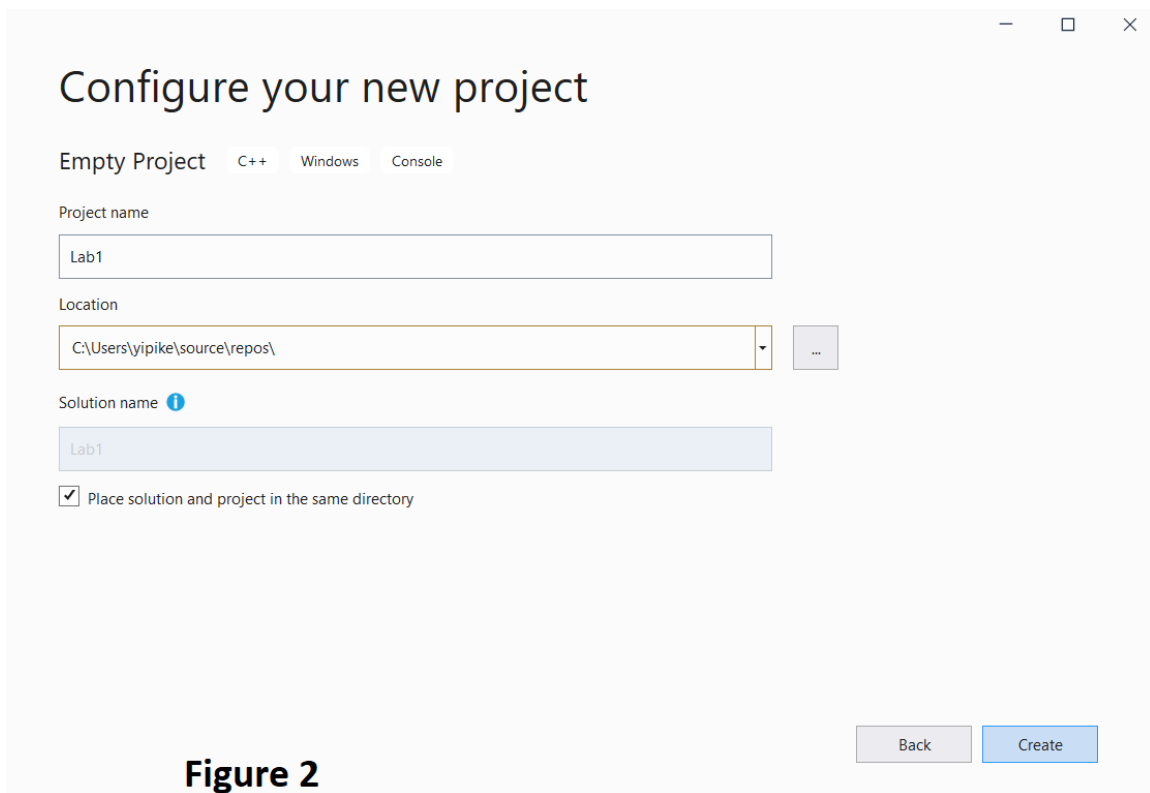 Configure your new project
Empty Project C++ Windows Console
Project name
Lab1
Location
C:\Users\yipike\source\repos\
...
Solution name
Lab1
Place solution and project in the same directory
Back Create
Figure 2